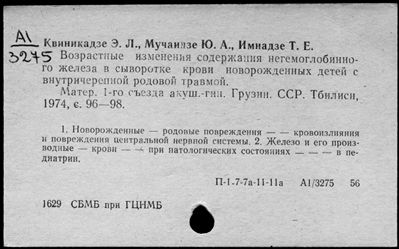 А1
3275
Квиникадзе Э. Л., Мучаидзе Ю. А., Имнадзе Т. Е.
Возрастные изменения содержания негемоглобинно-
го железа в сыворотке крови новорожденных детей с
внутричерепной родовой травмой.
Матер. 1-го съезда акуш.-гин. Грузин. ССР. Тбилиси,
1974, с. 96—98.
1. Новорожденные — родовые повреждения — — кровоизлияния
и повреждения центральной нервной системы. 2. Железо и его произ-
водные — крови — — при патологических состояниях — — — в пе-
диатрии.
П-1-7-7а-11-11а А1/3275 56
1629 СБМБ при ГЦНМБ